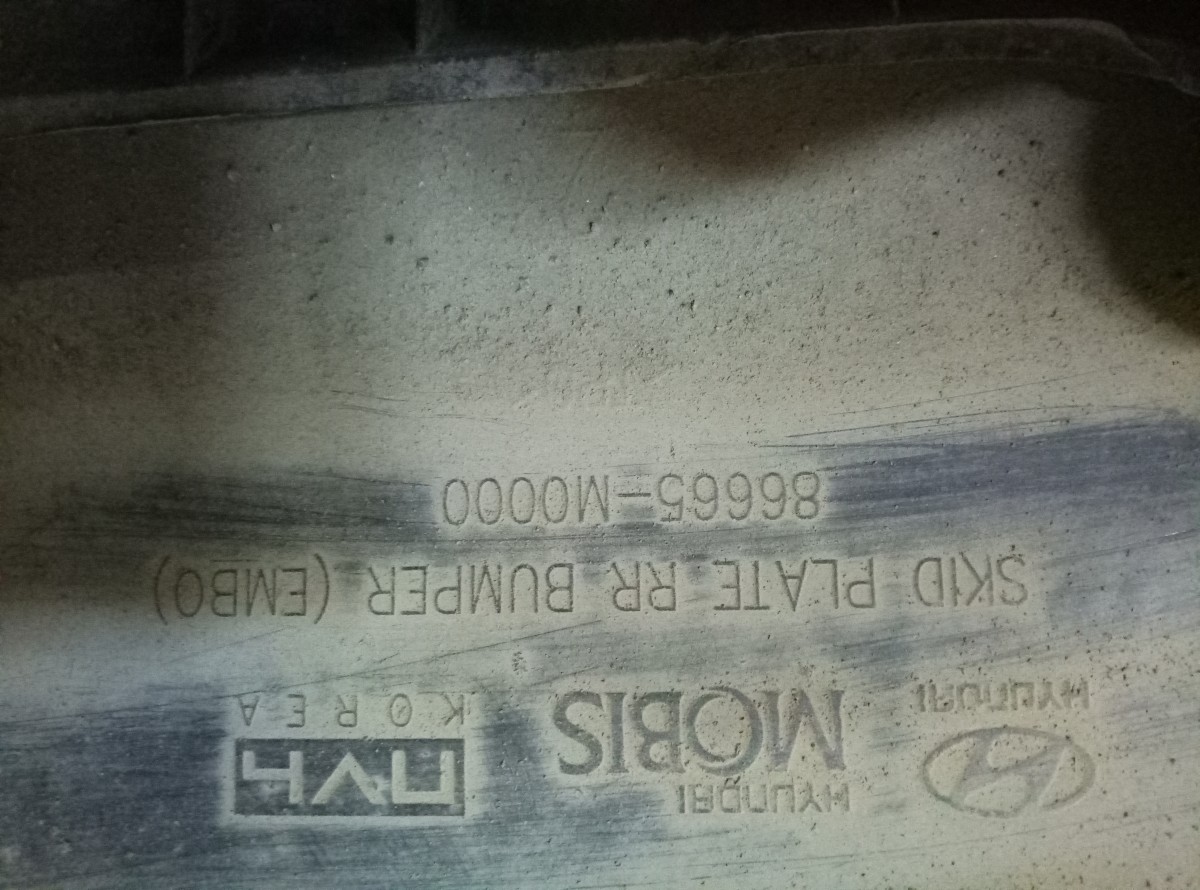 HYUNDAI
MOBIS
NVH
HYUNDAI
KOREA
SKID PLATE RR BUMPER (EMBO)
86665-M0000